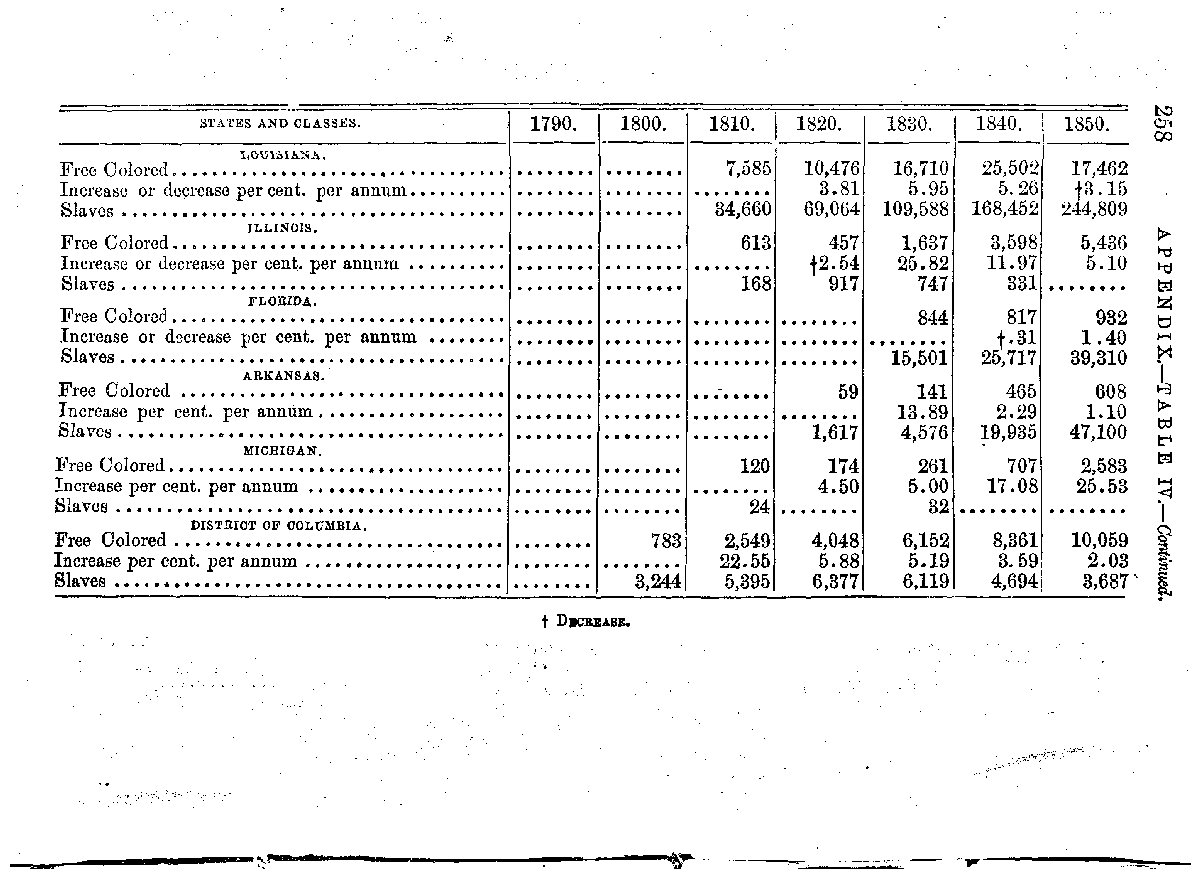 258 APPENDIX.—TABLE IV.—Continued.
STATES AND CLASSES. 1790. 1800. 1810. 1820. 1830. 1840. 1850.
LOUISIANA.
Free Colored ........ ........ 7,585 10,476 16,710 25,502 17,462
Increase or decrease per cent. per annum ........ ........ ........ 3.81 5.95 5.26 †3.15
Slaves ........ ........ 34,660 69,064 109,588 168,452 244,809
ILLINOIS.
Free Colored ........ ........ 613 457 1,637 3,598 5,436
Increase or decrease per cent. per annum ........ ........ ........ †2.54 25.82 11.97 5.10
Slaves ........ ........ 168 917 747 331 ........
FLORIDA.
Free Colored ........ ........ ........ ........ 844 817 932
Increase or decrease per cent. per annum ........ ........ ........ ........ ........ †.31 1.40
Slaves ........ ........ ........ ........ 15,501 25,717 39,310
ARKANSAS.
Free Colored ........ ........ ........ 59 141 465 608
Increase per cent. per annum ........ ........ ........ ........ 13.89 2.29 1.10
Slaves ........ ........ ........ 1,617 4,576 19,935 47,100
MICHIGAN.
Free Colored ........ ........ 120 174 261 707 2,583
Increase per cent. per annum ........ ........ ........ 4.50 5.00 17.08 25.53
Slaves ........ ........ 24 ........ 32 ........ ........
DISTRICT OF COLUMBIA.
Free Colored ........ 783 2,549 4,048 6,152 8,361 10,059
Increase per cent. per annum ........ ........ 22.55 5.88 5.19 3.59 2.03
Slaves ........ 3,244 5,395 6,377 6,119 4,694 3,687
† DECREASE.